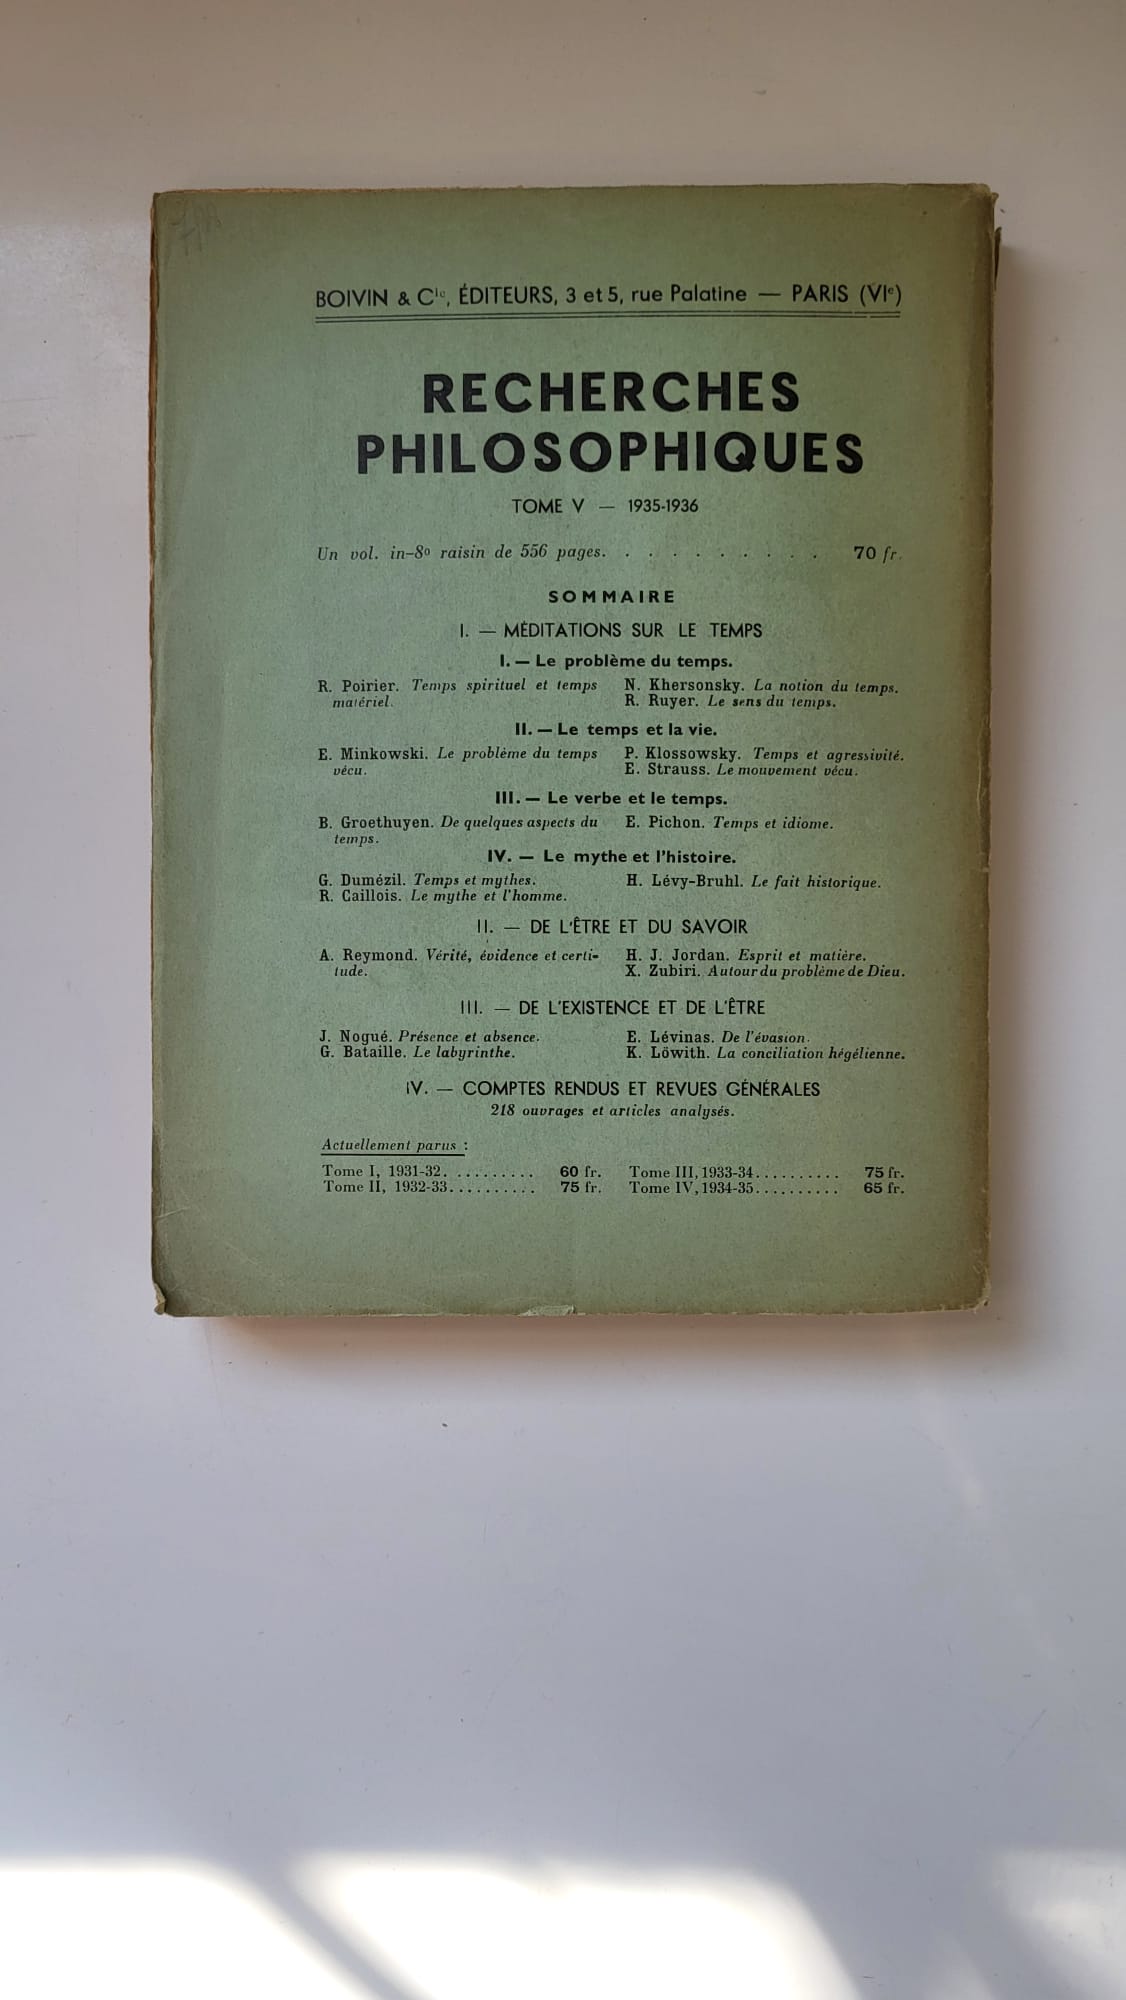 BOIVIN & Cie, ÉDITEURS, 3 et 5, rue Palatine — PARIS (VIe)
RECHERCHES
PHILOSOPHIQUES
TOME V — 1935-1936
Un vol. in-8º raisin de 556 pages. . . . . . . . . . 70 fr.
SOMMAIRE
I. — MÉDITATIONS SUR LE TEMPS
I. — Le problème du temps.
R. Poirier. Temps spirituel et temps
matériel.
N. Khersonsky. La notion du temps.
R. Ruyer. Le sens du temps.
II. — Le temps et la vie.
E. Minkowski. Le problème du temps
vécu.
P. Klossowsky. Temps et agressivité.
E. Strauss. Le mouvement vécu.
III. — Le verbe et le temps.
B. Groethuyen. De quelques aspects du
temps.
E. Pichon. Temps et idiome.
IV. — Le mythe et l'histoire.
G. Dumézil. Temps et mythes.
R. Caillois. Le mythe et l'homme.
H. Lévy-Bruhl. Le fait historique.
II. — DE L'ÊTRE ET DU SAVOIR
A. Reymond. Vérité, évidence et certi-
tude.
H. J. Jordan. Esprit et matière.
X. Zubiri. Autour du problème de Dieu.
III. — DE L'EXISTENCE ET DE L'ÊTRE
J. Nogué. Présence et absence.
G. Bataille. Le labyrinthe.
E. Lévinas. De l'évasion.
K. Löwith. La conciliation hégélienne.
IV. — COMPTES RENDUS ET REVUES GÉNÉRALES
218 ouvrages et articles analysés.
Actuellement parus :
Tome I, 1931-32. . . . . . . . . . 60 fr.
Tome II, 1932-33. . . . . . . . . . 75 fr.
Tome III, 1933-34. . . . . . . . . . 75 fr.
Tome IV, 1934-35. . . . . . . . . . 65 fr.